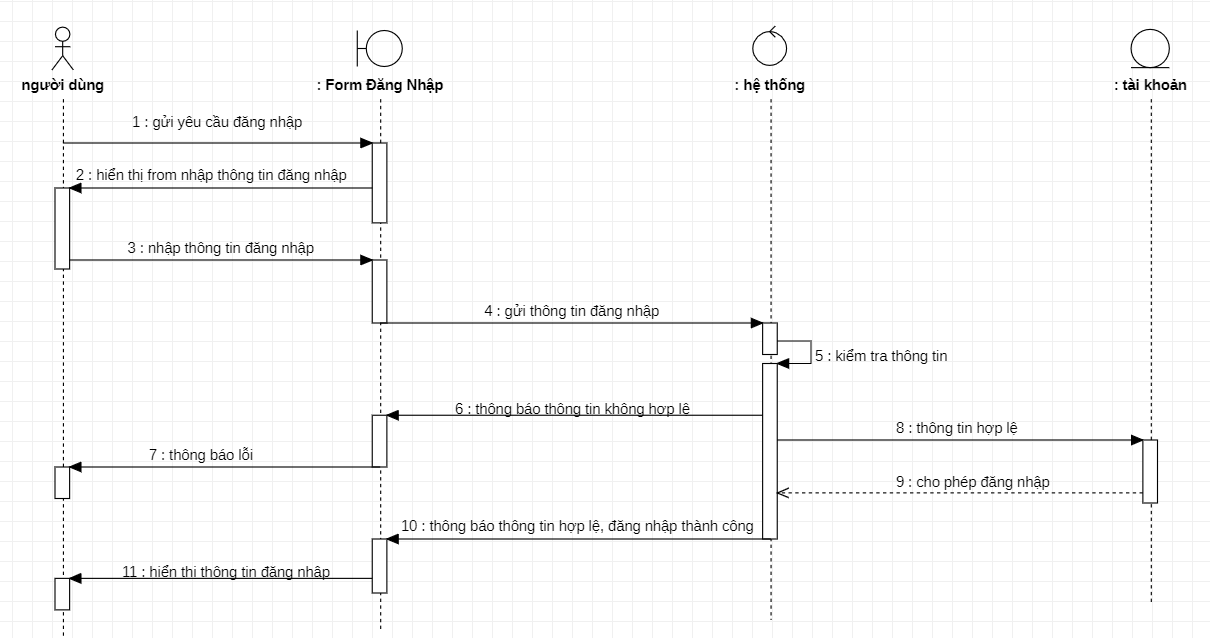 người dùng
: Form Đăng Nhập
: hệ thống
: tài khoản
1 : gửi yêu cầu đăng nhập
2 : hiển thị from nhập thông tin đăng nhập
3 : nhập thông tin đăng nhập
4 : gửi thông tin đăng nhập
5 : kiểm tra thông tin
6 : thông báo thông tin không hợp lệ
8 : thông tin hợp lệ
7 : thông báo lỗi
9 : cho phép đăng nhập
10 : thông báo thông tin hợp lệ, đăng nhập thành công
11 : hiển thị thông tin đăng nhập